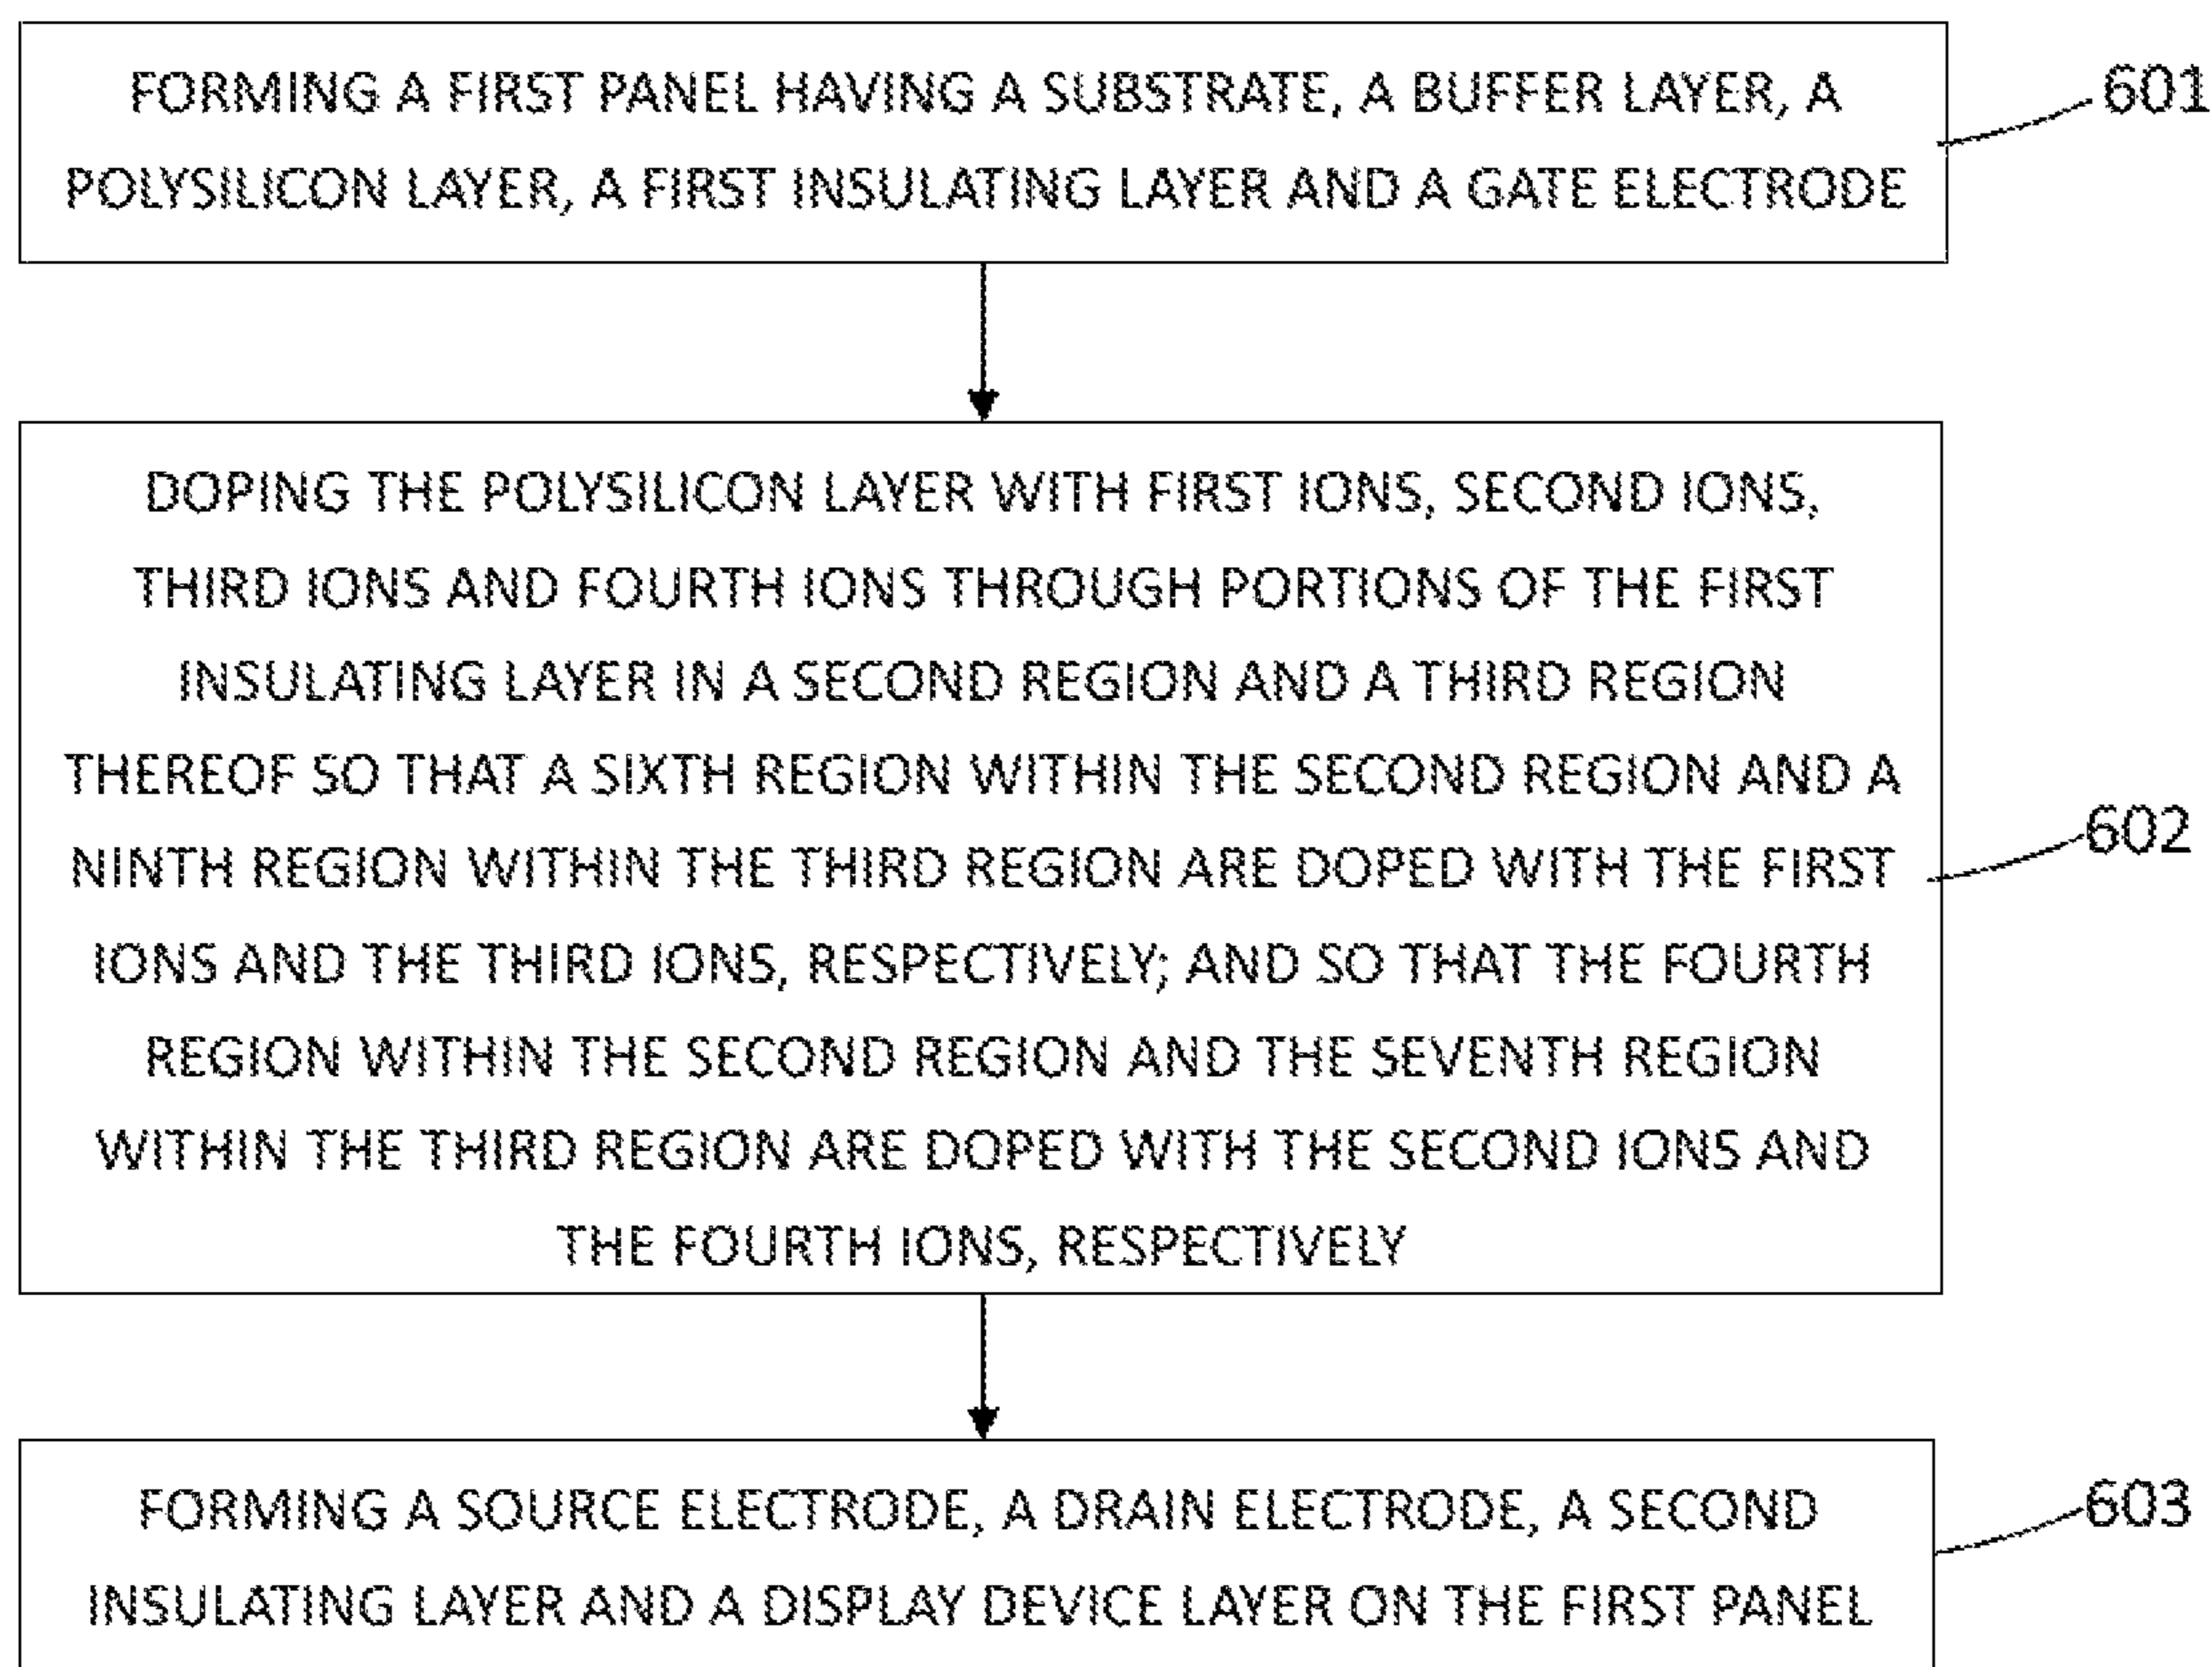 FORMING A FIRST PANEL HAVING A SUBSTRATE, A BUFFER LAYER, A
POLYSILICON LAYER, A FIRST INSULATING LAYER AND A GATE ELECTRODE
601
DOPING THE POLYSILICON LAYER WITH FIRST IONS, SECOND IONS,
THIRD IONS AND FOURTH IONS THROUGH PORTIONS OF THE FIRST
INSULATING LAYER IN A SECOND REGION AND A THIRD REGION
THEREOF SO THAT A SIXTH REGION WITHIN THE SECOND REGION AND A
NINTH REGION WITHIN THE THIRD REGION ARE DOPED WITH THE FIRST
IONS AND THE THIRD IONS, RESPECTIVELY; AND SO THAT THE FOURTH
REGION WITHIN THE SECOND REGION AND THE SEVENTH REGION
WITHIN THE THIRD REGION ARE DOPED WITH THE SECOND IONS AND
THE FOURTH IONS, RESPECTIVELY
602
FORMING A SOURCE ELECTRODE, A DRAIN ELECTRODE, A SECOND
INSULATING LAYER AND A DISPLAY DEVICE LAYER ON THE FIRST PANEL
603